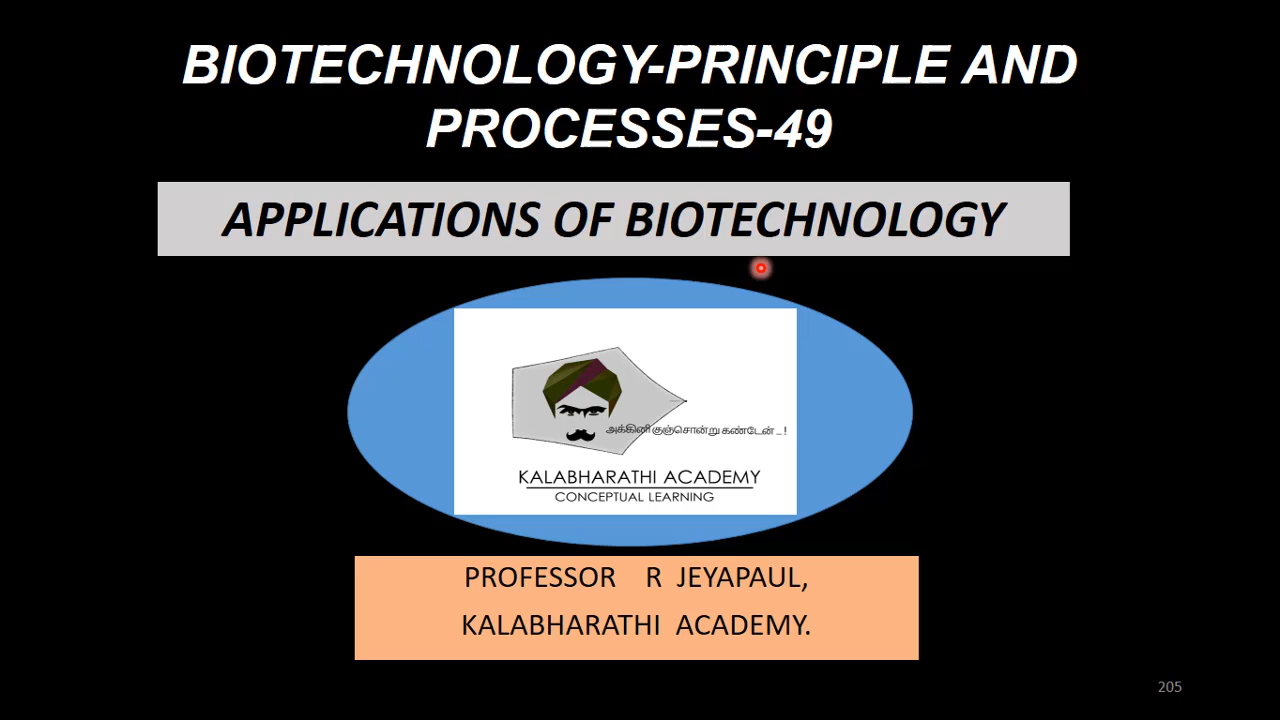 BIOTECHNOLOGY-PRINCIPLE AND
PROCESSES-49
APPLICATIONS OF BIOTECHNOLOGY
அக்கினி குஞ்சொன்று கண்டேன் ...!
KALABHARATHI ACADEMY
CONCEPTUAL LEARNING
PROFESSOR R JEYAPAUL,
KALABHARATHI ACADEMY.
205